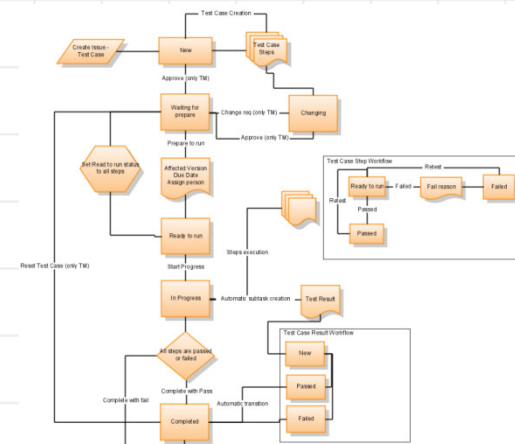 Test Case Creation
Create Issue -
Test Case
New
Test Case
Steps
Approve (only TM)
Waiting for
prepare
Change req (only TM)
Changing
Approve (only TM)
Prepare to run
Set Read to run status
to all steps
Affected Version
Due Date
Assign person
Test Case Step Workflow
Retest
Ready to run
Failed
Fail reason
Failed
Retest
Passed
Passed
Ready to run
Steps execution
Reset Test Case (only TM)
Start Progress
In Progress
Automatic subtask creation
Test Result
Test Case Result Workflow
All steps are passed
or failed
New
Complete with Pass
Passed
Complete with fail
Automatic transition
Completed
Failed